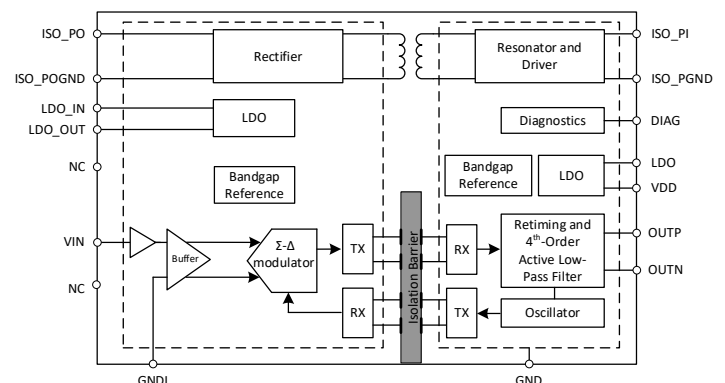 ISO_PO
ISO_POGND
LDO_IN
LDO_OUT
NC
VIN
NC
GNDI
Rectifier
LDO
Bandgap
Reference
Buffer
Σ-Δ
modulator
TX
RX
Isolation Barrier
Resonator and
Driver
Diagnostics
Bandgap
Reference
LDO
RX
TX
Retiming and
4th-Order
Active Low-
Pass Filter
Oscillator
ISO_PI
ISO_PGND
DIAG
LDO
VDD
OUTP
OUTN
GND